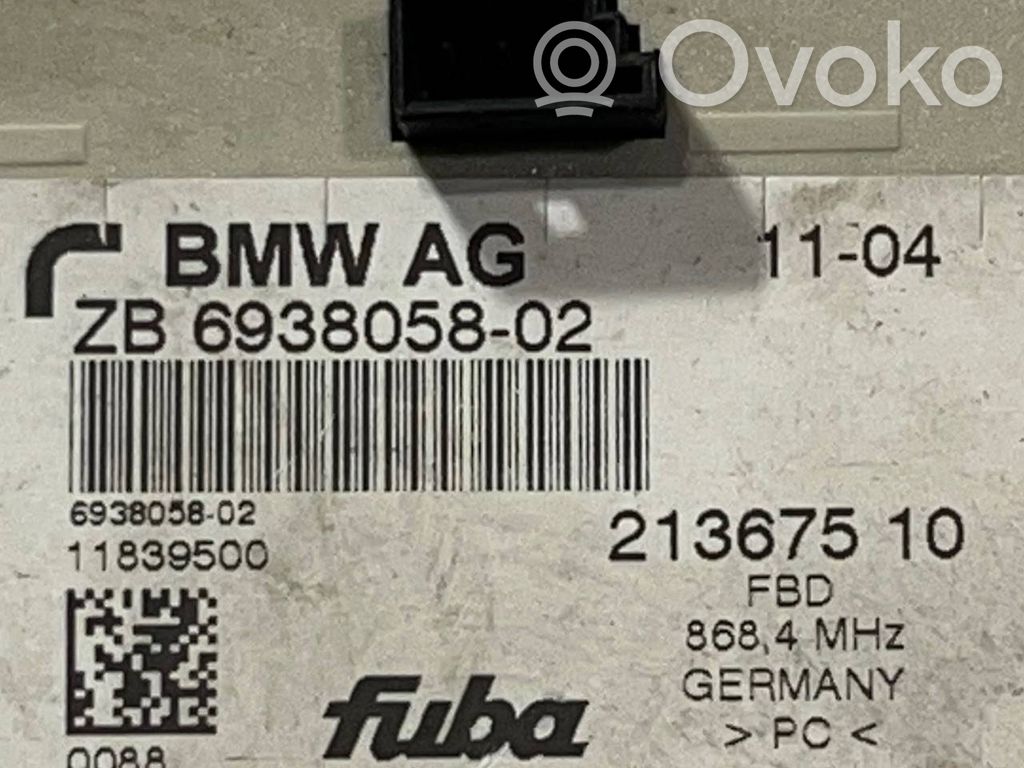 Ovoko
BMW AG 11-04
ZB 6938058-02
6938058-02
11839500
213675 10
FBD
868,4 MHz
GERMANY
> PC <
fuba
0088